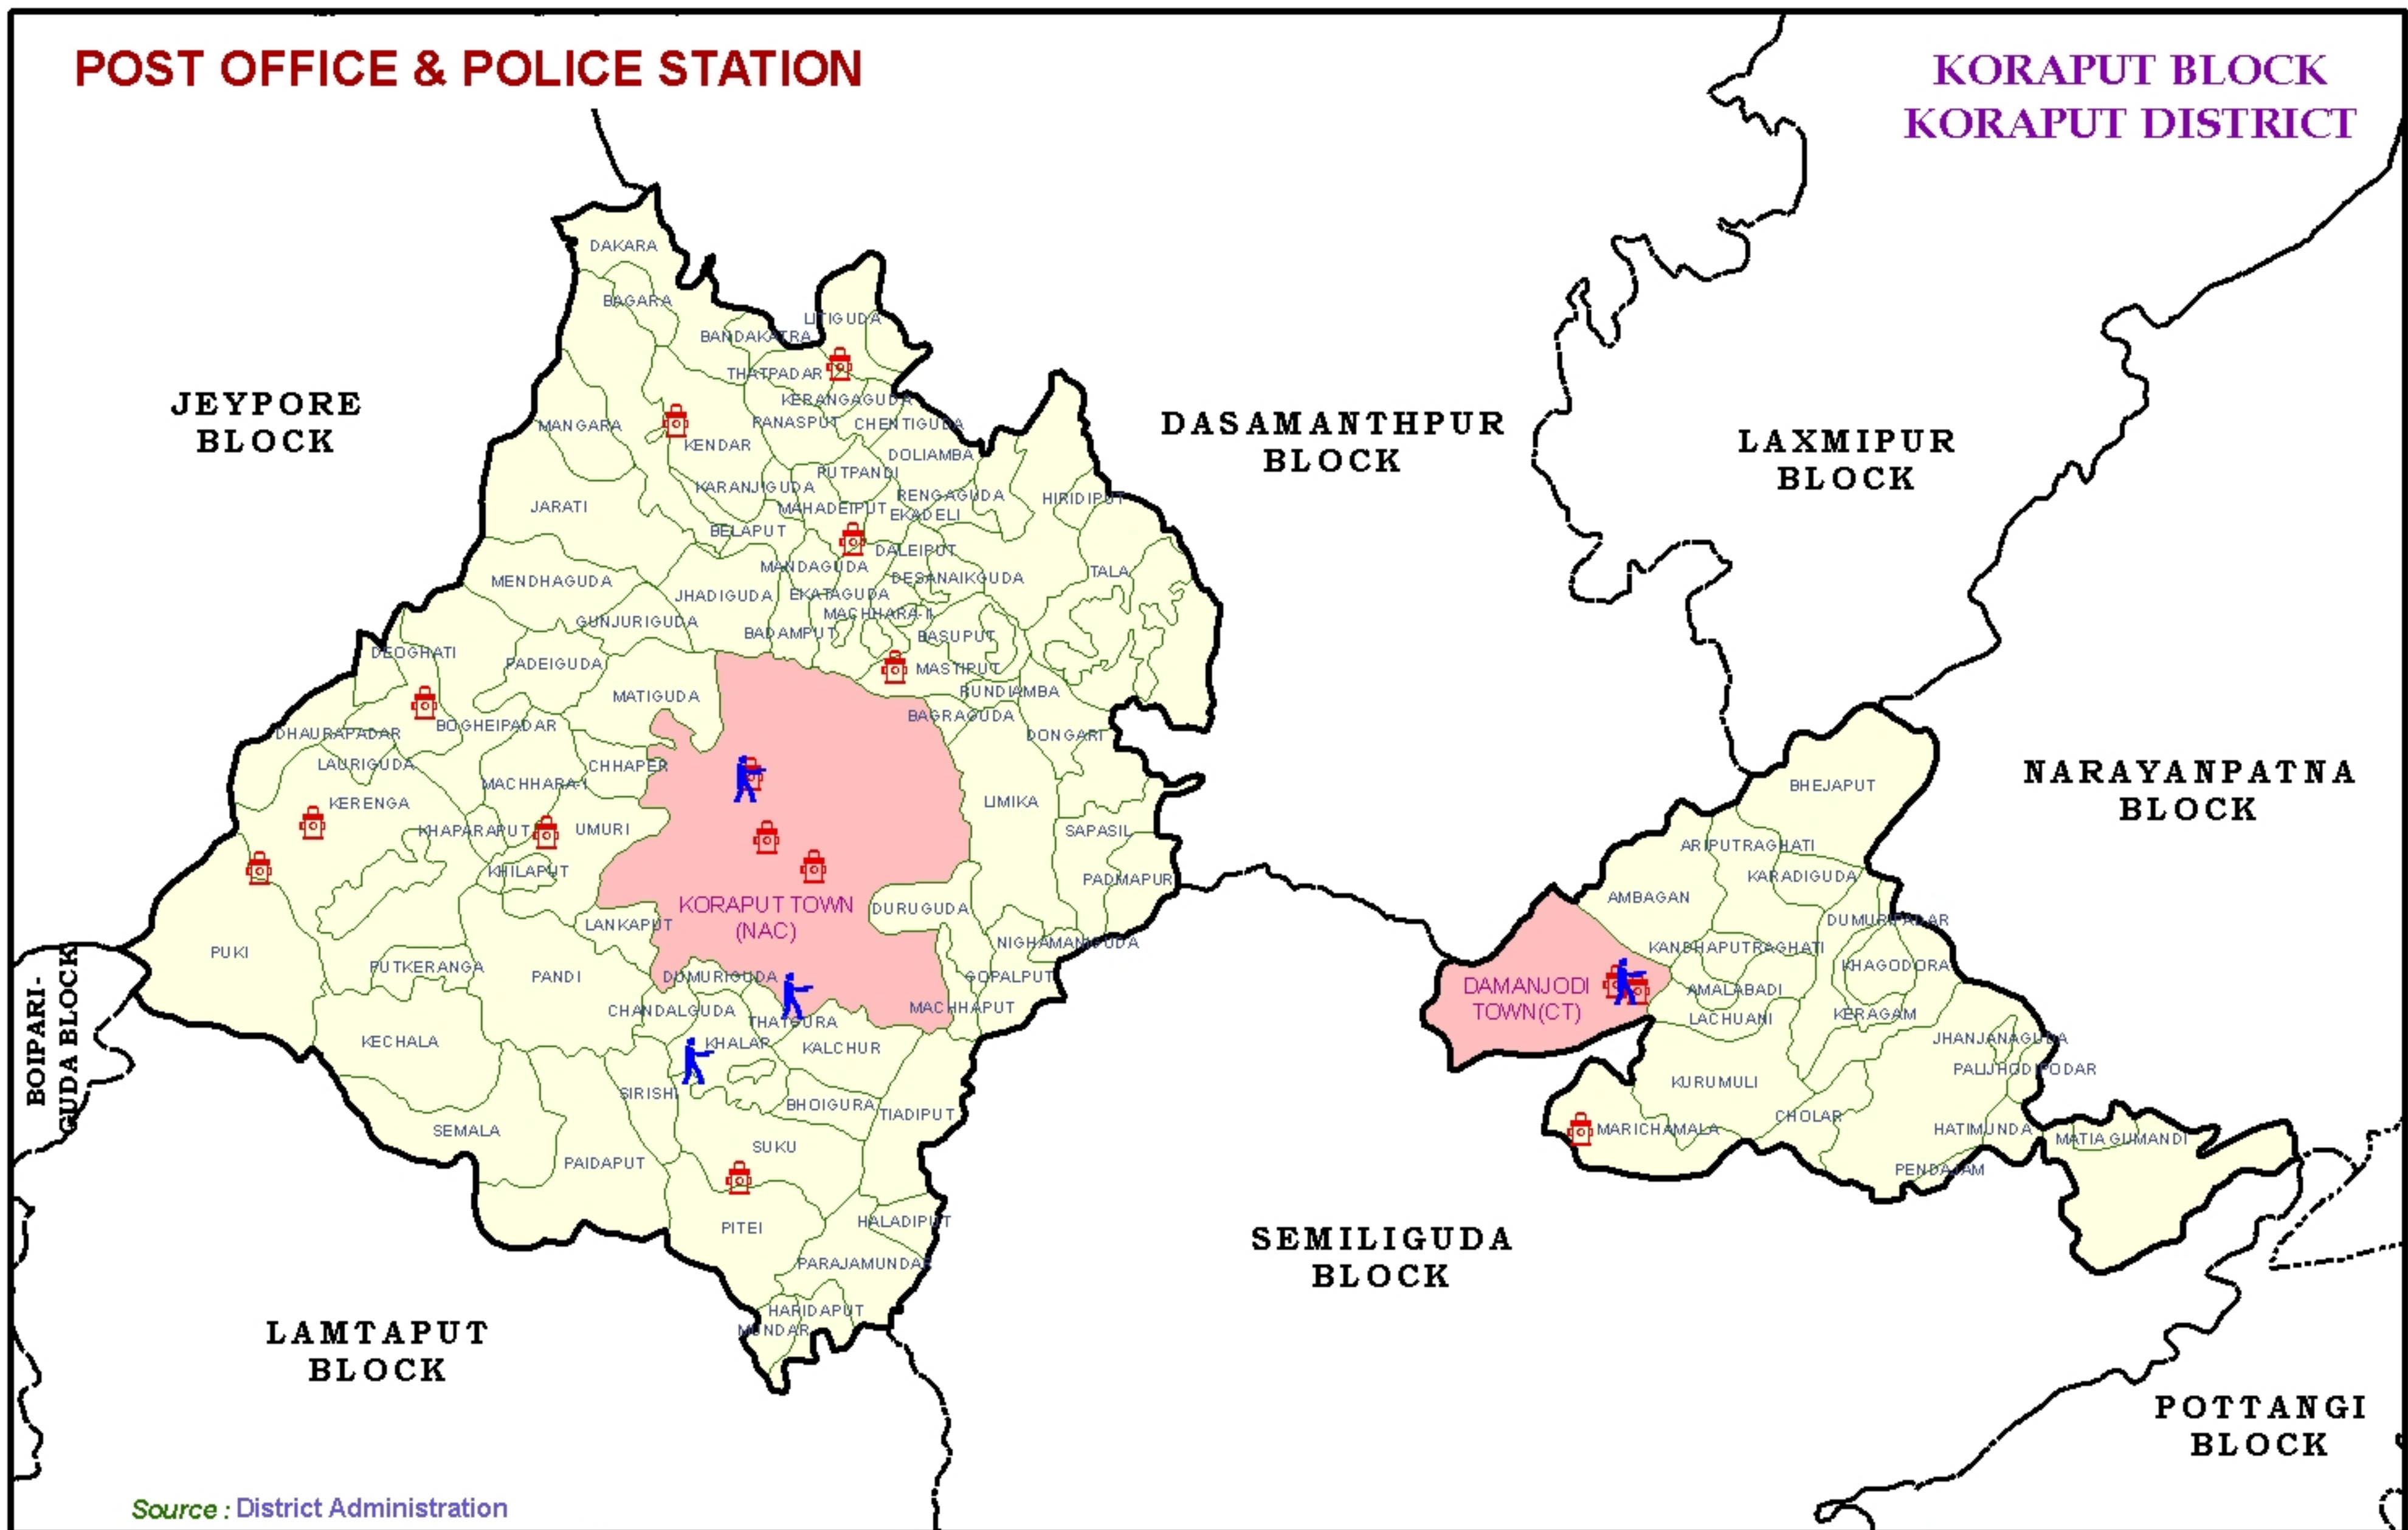 POST OFFICE & POLICE STATION
KORAPUT BLOCK
KORAPUT DISTRICT
JEYPORE
BLOCK
DASAMANTHPUR
BLOCK
LAXMIPUR
BLOCK
NARAYANPATNA
BLOCK
BOIPARI-
GUDA BLOCK
SEMILIGUDA
BLOCK
LAMTAPUT
BLOCK
POTTANGI
BLOCK
DAKARA
BAGARA
LITIGUDA
BANDAKATRA
THATPADAR
KERANGAGUDA
MANGARA
PANASPUT
CHENTIGUDA
KENDAR
DOLIAMBA
PUTPANDI
KARANJIGUDA
RENGAGUDA
HIRIDIPUT
JARATI
MAHADEIPUT
EKADELI
BELAPUT
DALEIPUT
MANDAGUDA
DESANAIKGUDA
TALA
MENDHAGUDA
JHADIGUDA
EKATAGUDA
MACHHARA-II
GUNJURIGUDA
BADAMPUT
BASUPUT
DEOGHATI
PADEIGUDA
MASTIPUT
MATIGUDA
RUNDIAMBA
BAGRAGUDA
BOGHEIPADAR
DHAURAPADAR
DONGARI
LAURIGUDA
CHHAPER
MACHHARA-I
KERENGA
LIMIKA
KHAPARAPUT
UMURI
SAPASIL
KHILAPUT
PADMAPUR
KORAPUT TOWN
(NAC)
DURUGUDA
LANKAPUT
NIGHAMANIGUDA
PUKI
PUTKERANGA
PANDI
DUMURIGUDA
GOPALPUT
CHANDALGUDA
MACHHAPUT
THATGURA
KECHALA
KHALAR
KALCHUR
SIRISHI
BHOIGURA
TIADIPUT
SEMALA
SUKU
PAIDAPUT
PITEI
HALADIPUT
PARAJAMUNDAR
HARIDAPUT
MUNDAR
BHEJAPUT
ARIPUTRAGHATI
KARADIGUDA
AMBAGAN
DUMURIPADAR
KANDHAPUTRAGHATI
KHAGODORA
DAMANJODI
TOWN(CT)
AMALABADI
LACHUANI
KERAGAM
JHANJANAGUDA
PALIJHODIPODAR
KURUMULI
CHOLAR
MARICHAMALA
HATIMUNDA
MATIA GUMANDI
PENDAJAM
Source : District Administration